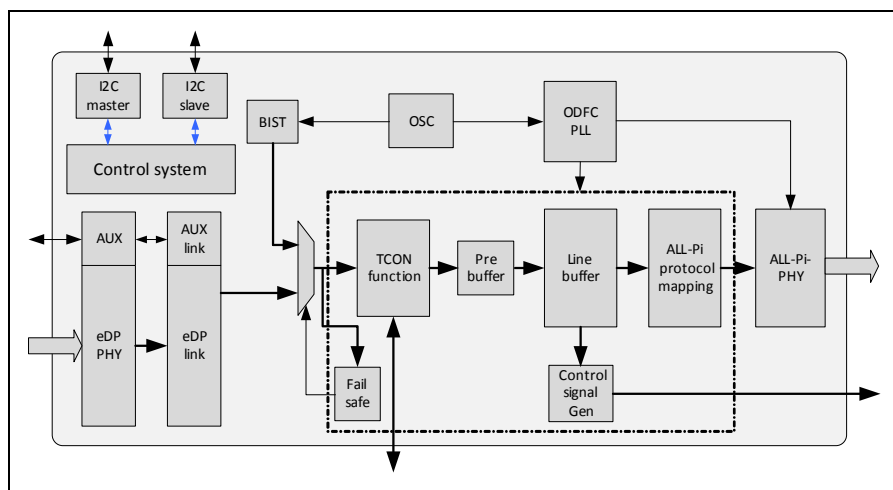 I2C
master
I2C
slave
Control system
BIST
OSC
ODFC
PLL
AUX
AUX
link
eDP
PHY
eDP
link
TCON
function
Pre
buffer
Line
buffer
ALL-Pi
protocol
mapping
ALL-Pi-
PHY
Fail
safe
Control
signal
Gen